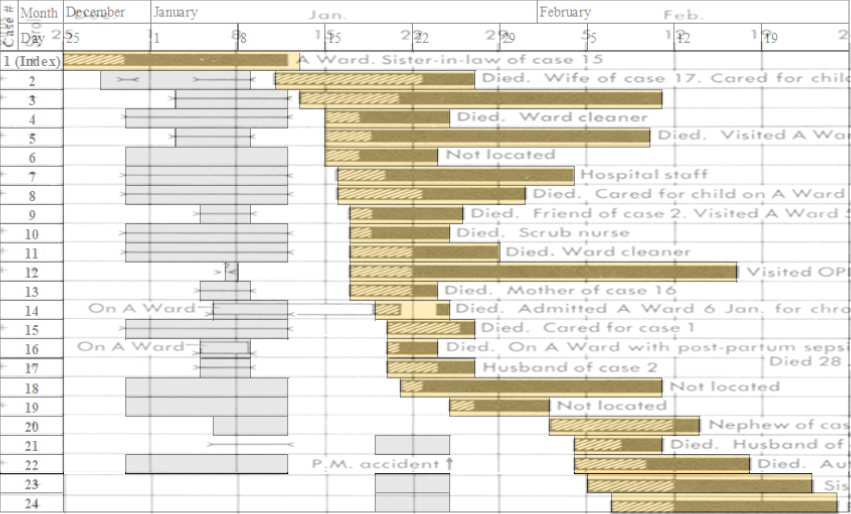 Case #
Month December January February
Jan. Feb.
Day 25 1 8 15 22 29 5 12 19
1 (Index) A Ward. Sister-in-law of case 15
2 Died. Wife of case 17. Cared for chil
3
4 Died. Ward cleaner
5 Died. Visited A Wa
6 Not located
7 Hospital staff
8 Died. Cared for child on A Ward
9 Died. Friend of case 2. Visited A Ward
10 Died. Scrub nurse
11 Died. Ward cleaner
12 ? Visited OP
13 Died. Mother of case 16
14 On A Ward Died. Admitted A Ward 6 Jan. for chro
15 Died. Cared for case 1
16 On A Ward Died. On A Ward with post-partum sepsi
17 Husband of case 2 Died 28
18 Not located
19 Not located
20 Nephew of cas
21 Died. Husband of
22 P.M. accident ↑ Died. Au
23 Sis
24